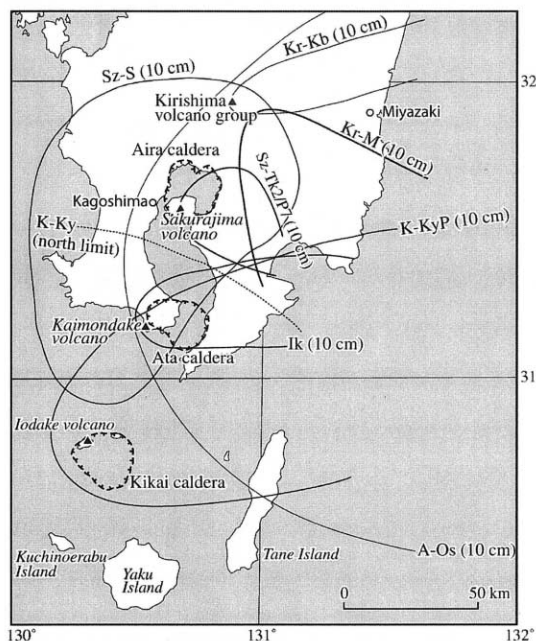 Kr-Kb (10 cm)
32
Sz-S (10 cm)
Kirishima
volcano group
Miyazaki
Kr-M (10 cm)
Aira caldera
Sz-Tk2/P7 (10 cm)
Kagoshima
Sakurajima
volcano
K-Ky
(north limit)
K-KyP (10 cm)
Kaimondake
volcano
Ik (10 cm)
Ata caldera
31
Iodake volcano
Kikai caldera
Kuchinoerabu
Island
Yaku
Island
Tane Island
A-Os (10 cm)
0
50 km
130°
131°
132°